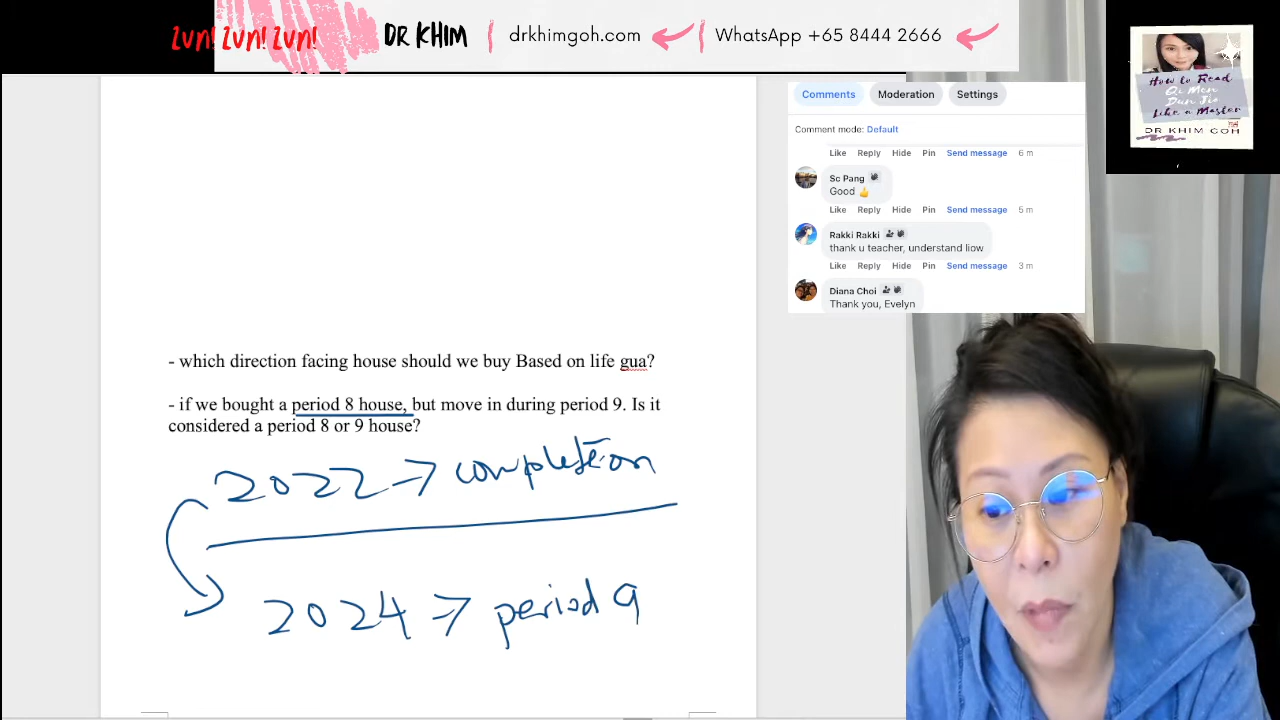 ZUN! ZUN! ZUN!
DR KHIM
drkhimgoh.com
WhatsApp +65 8444 2666
How to Read
Qi Men
Dun Jia
Like a Master
DR KHIM GOH
Comments
Moderation
Settings
Comment mode: Default
Like Reply Hide Pin Send message 6 m
Sc Pang
Good 👍
Like Reply Hide Pin Send message 5 m
Rakki Rakki
thank u teacher, understand liow
Like Reply Hide Pin Send message 3 m
Diana Choi
Thank you, Evelyn
- which direction facing house should we buy Based on life gua?
- if we bought a period 8 house, but move in during period 9. Is it
considered a period 8 or 9 house?
2022 → completion
2024 → period 9